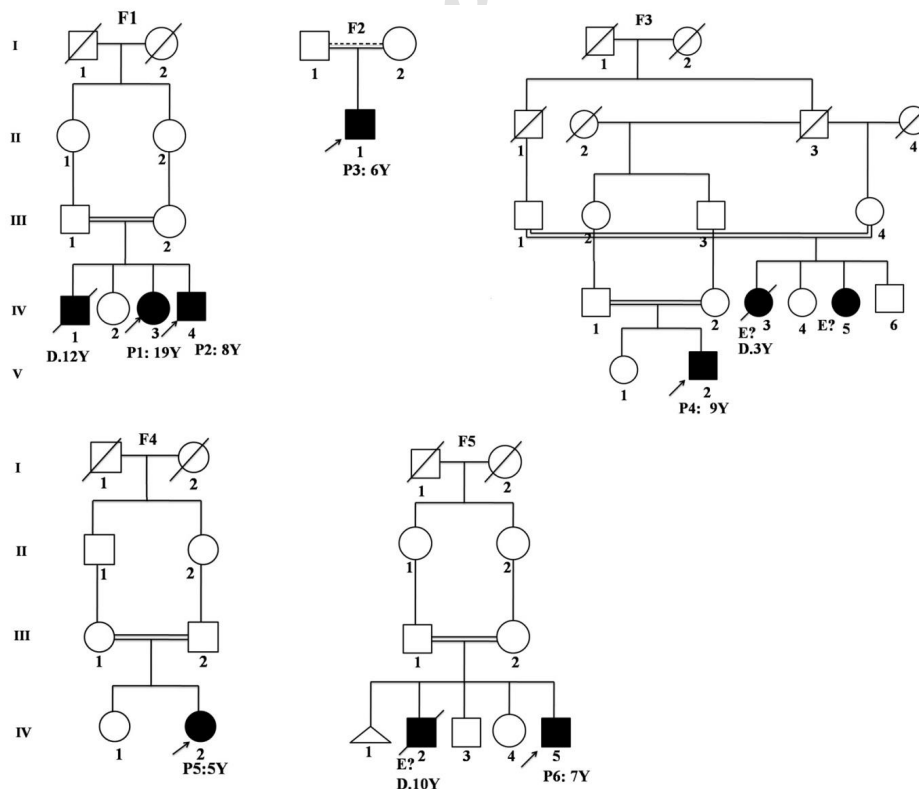 F1
F2
F3
I
1 2
1 2
1 2
II
1 2
1
P3: 6Y
1 2 3 4
III
1 2
1 2 3 4
IV
1 2 3 4
D.12Y P1: 19Y P2: 8Y
1 2 3 4 5 6
E? E?
D.3Y
V
1 2
P4: 9Y
F4
F5
I
1 2
1 2
II
1 2
1 2
III
1 2
1 2
IV
1 2
P5:5Y
1 2 3 4 5
E?
D.10Y P6: 7Y